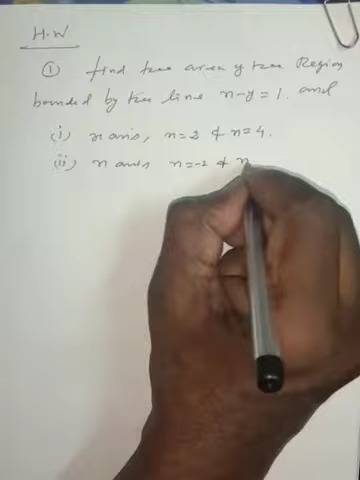 H.W
① find the area of the Region
bounded by the line x-y=1. and
(i) x axis, x=2 & x=4.
(ii) x axis x=-2 & x